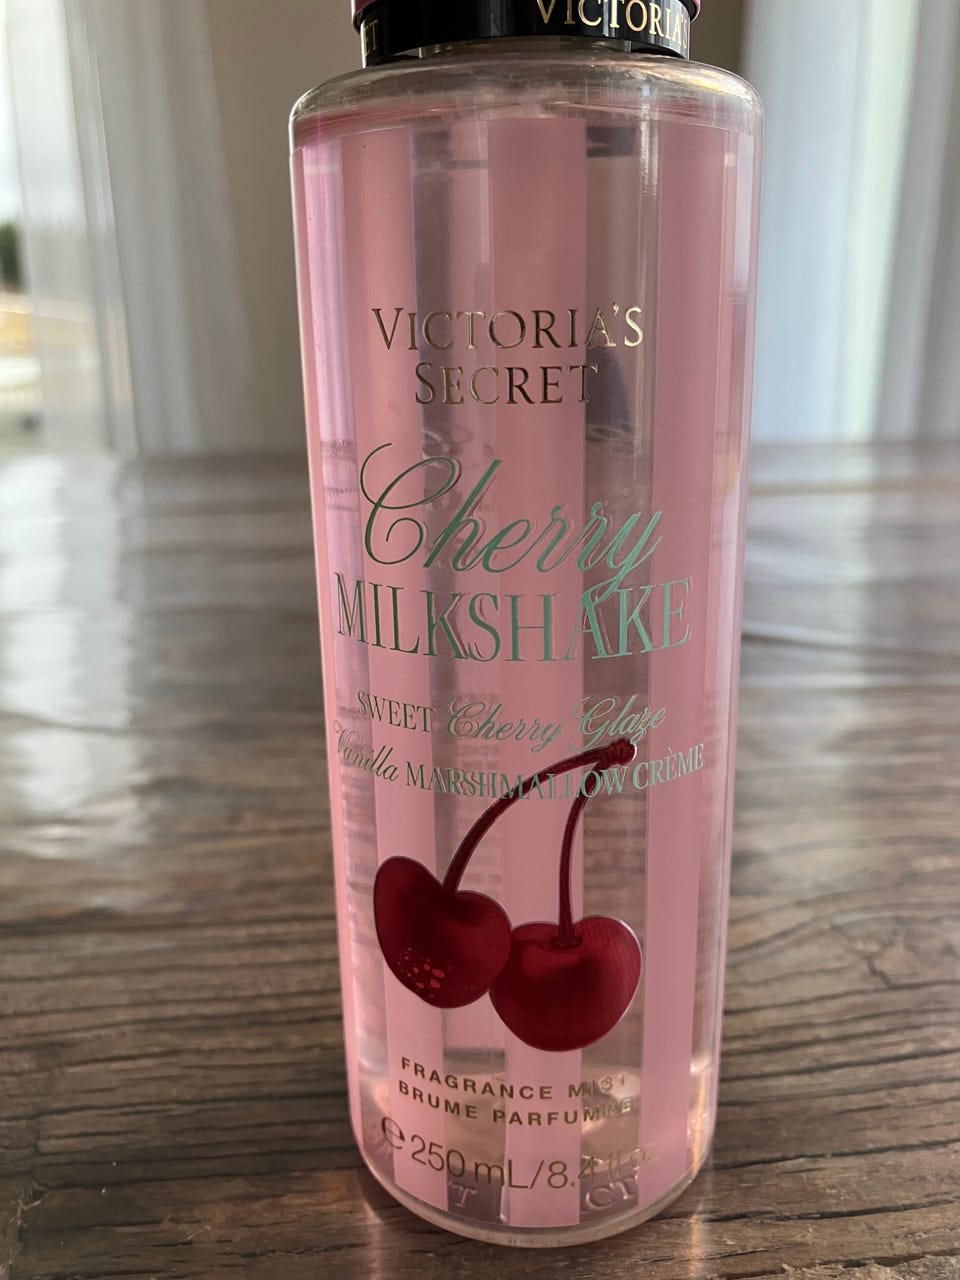 VICTORIA'S
VICTORIA'S
SECRET
Cherry
MILKSHAKE
SWEET Cherry Glaze
Vanilla MARSHMALLOW CRÈME
FRAGRANCE MIST
BRUME PARFUMÉE
℮ 250 mL/8.4 fl oz